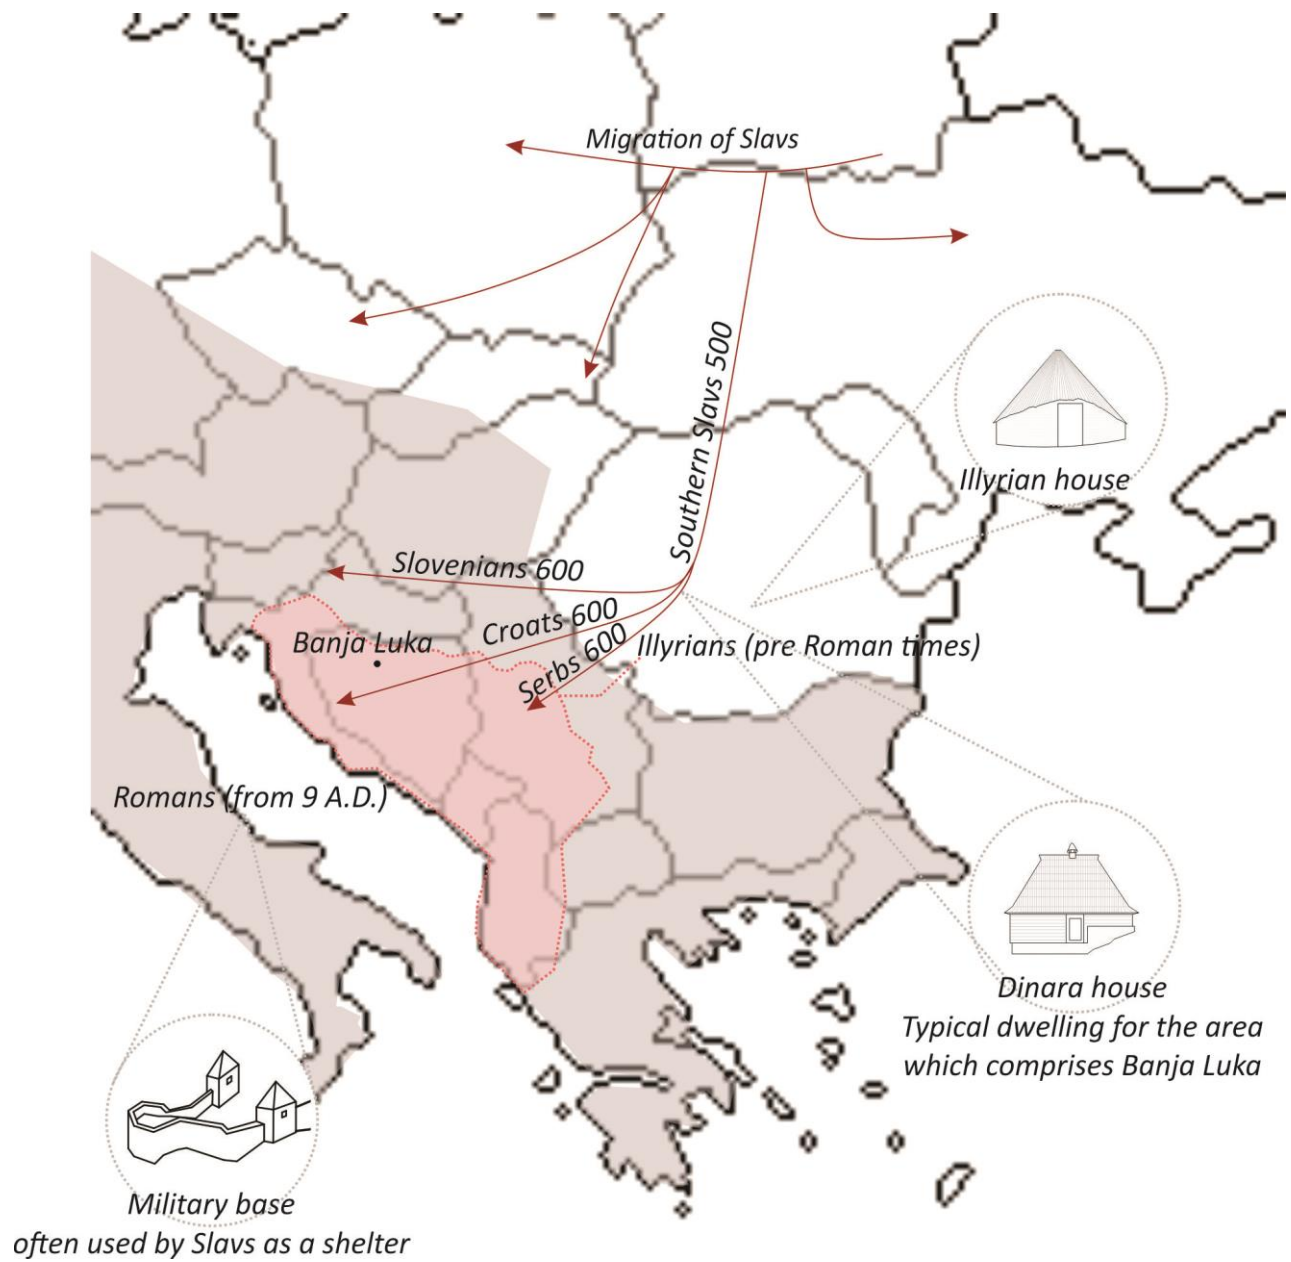 Migration of Slavs
Southern Slavs 500
Illyrian house
Slovenians 600
Croats 600
Serbs 600
Banja Luka
Illyrians (pre Roman times)
Romans (from 9 A.D.)
Dinara house
Typical dwelling for the area
which comprises Banja Luka
Military base
often used by Slavs as a shelter